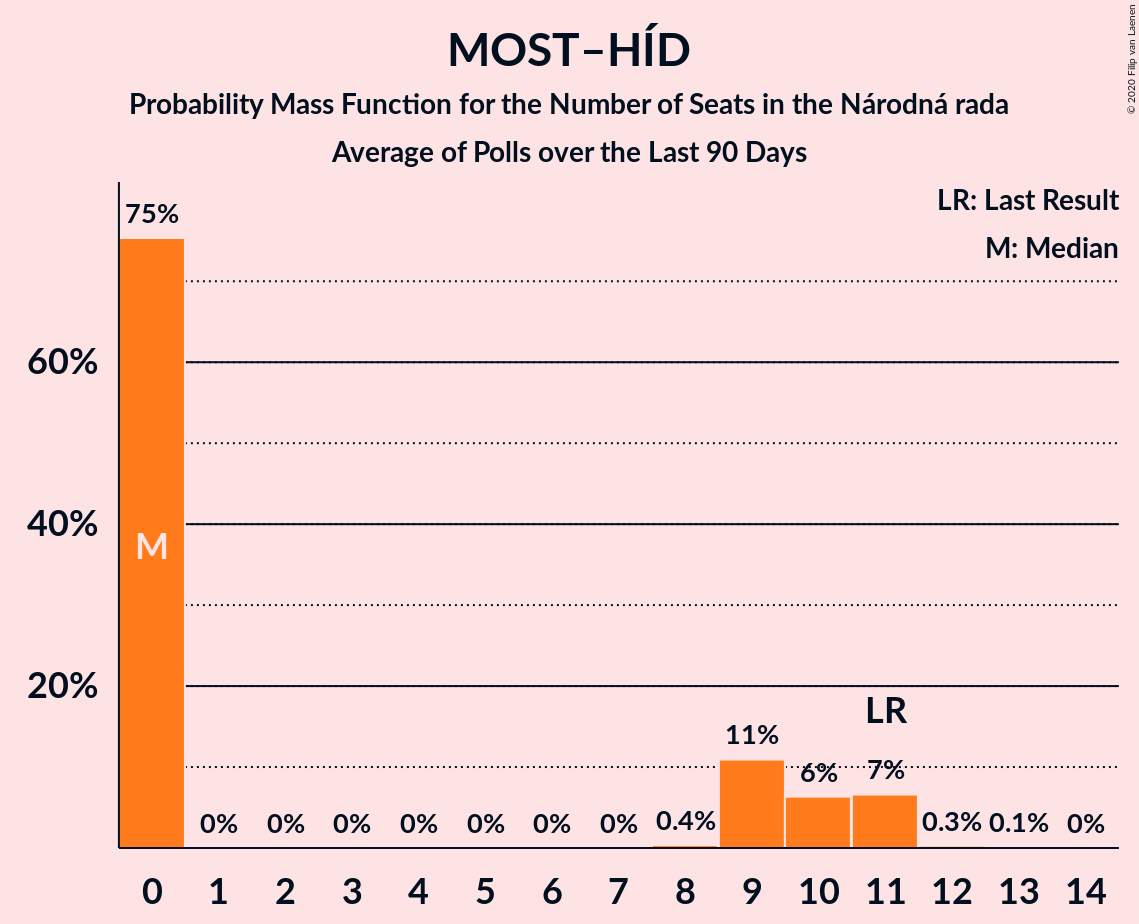 MOST–HÍD
Probability Mass Function for the Number of Seats in the Národná rada
Average of Polls over the Last 90 Days
© 2020 Filip van Laenen
LR: Last Result
M: Median
75%
60%
40%
20%
M
LR
0%
0%
0%
0%
0%
0%
0%
0.4%
11%
6%
7%
0.3%
0.1%
0%
0 1 2 3 4 5 6 7 8 9 10 11 12 13 14